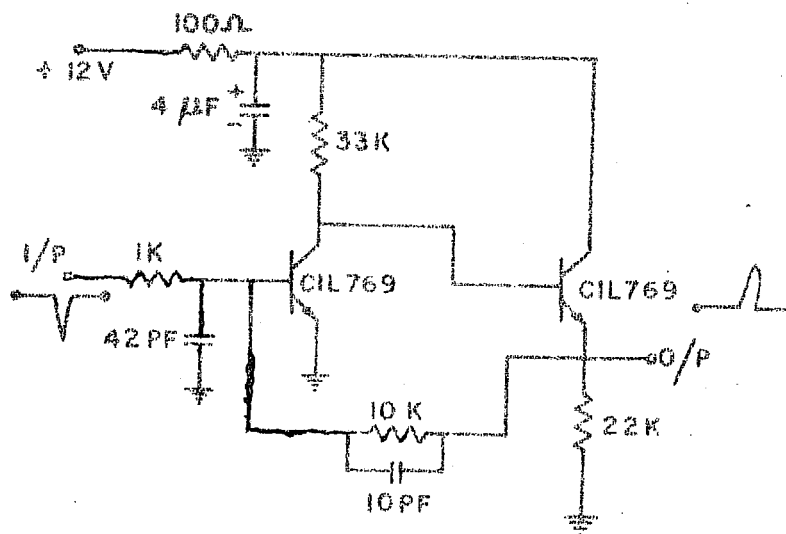 100Ω
+ 12V
+
4 µF
-
33K
I/P
1K
CIL769
CIL769
42 PF
O/P
10 K
22K
10PF